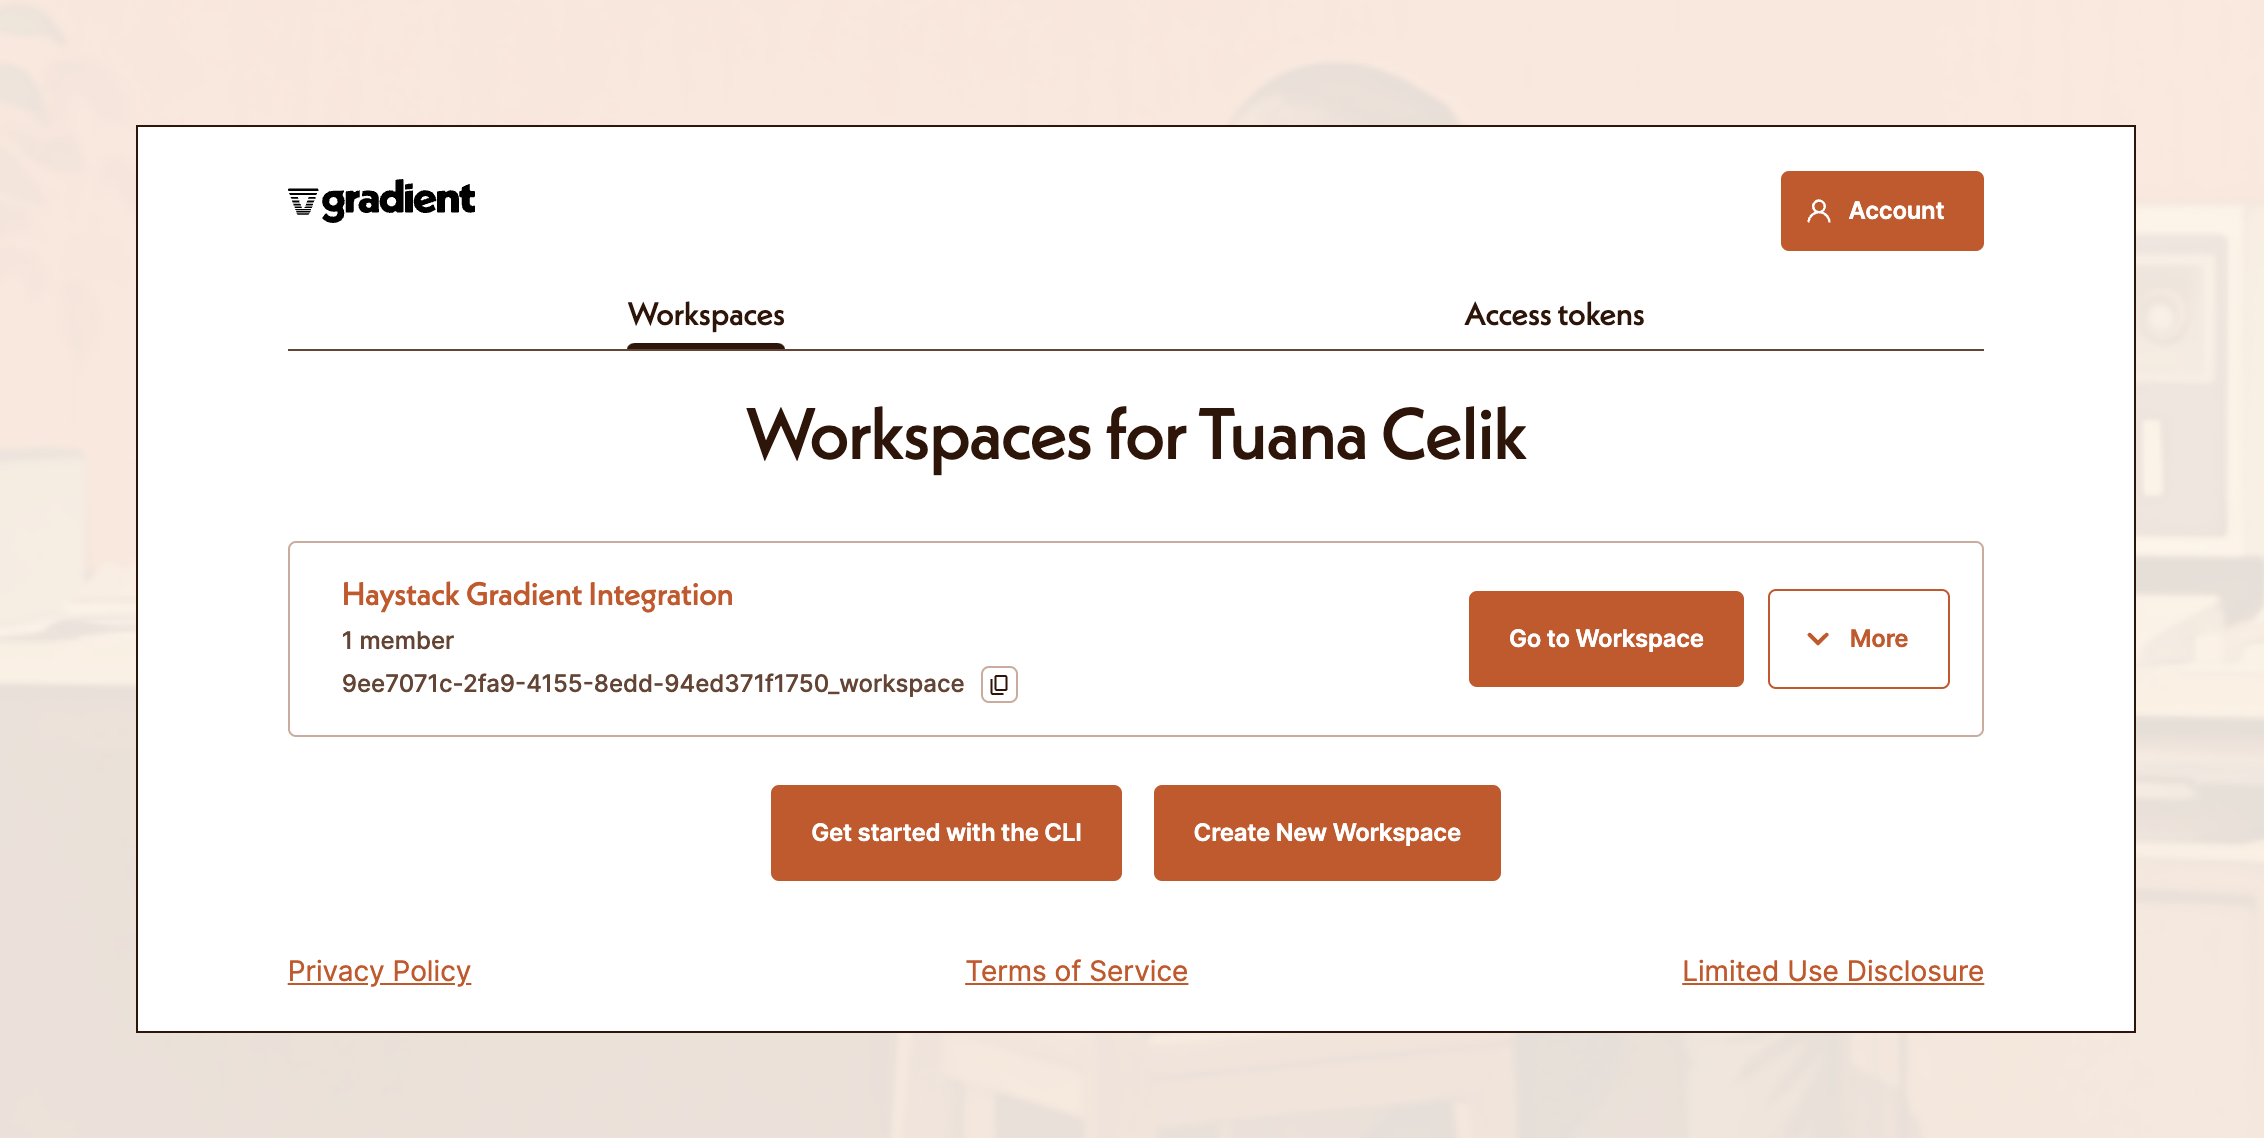 gradient
Account
Workspaces
Access tokens
Workspaces for Tuana Celik
Haystack Gradient Integration
1 member
9ee7071c-2fa9-4155-8edd-94ed371f1750_workspace
Go to Workspace
More
Get started with the CLI
Create New Workspace
Privacy Policy
Terms of Service
Limited Use Disclosure